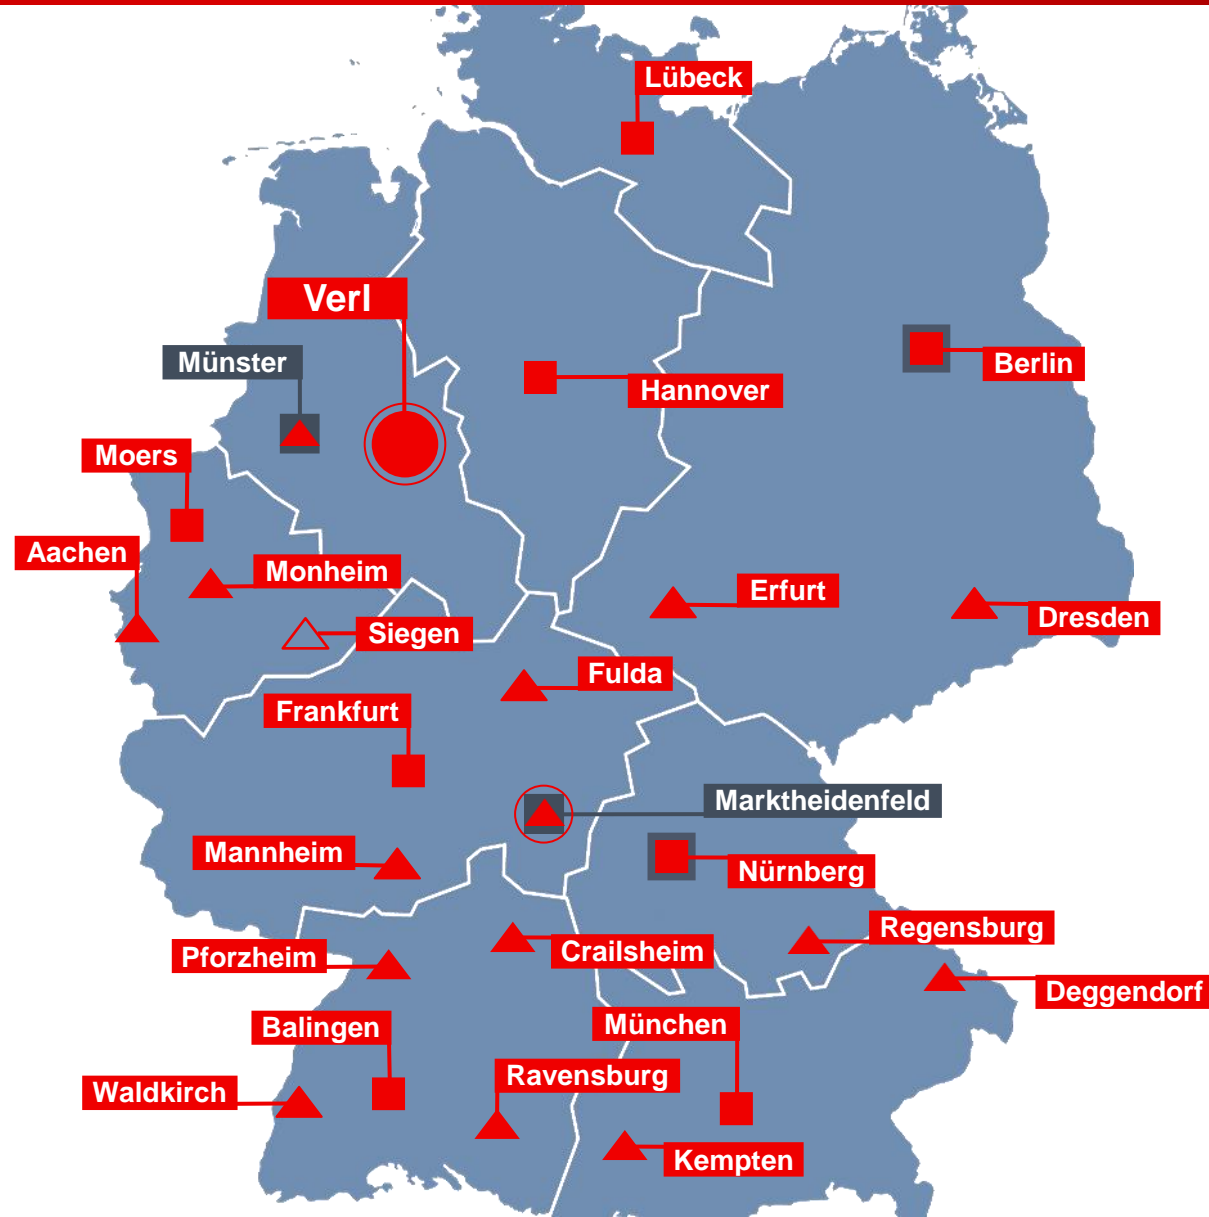 Lübeck
Verl
Münster
Berlin
Hannover
Moers
Aachen
Monheim
Erfurt
Dresden
Siegen
Fulda
Frankfurt
Marktheidenfeld
Mannheim
Nürnberg
Regensburg
Crailsheim
Pforzheim
Deggendorf
Balingen
München
Ravensburg
Waldkirch
Kempten